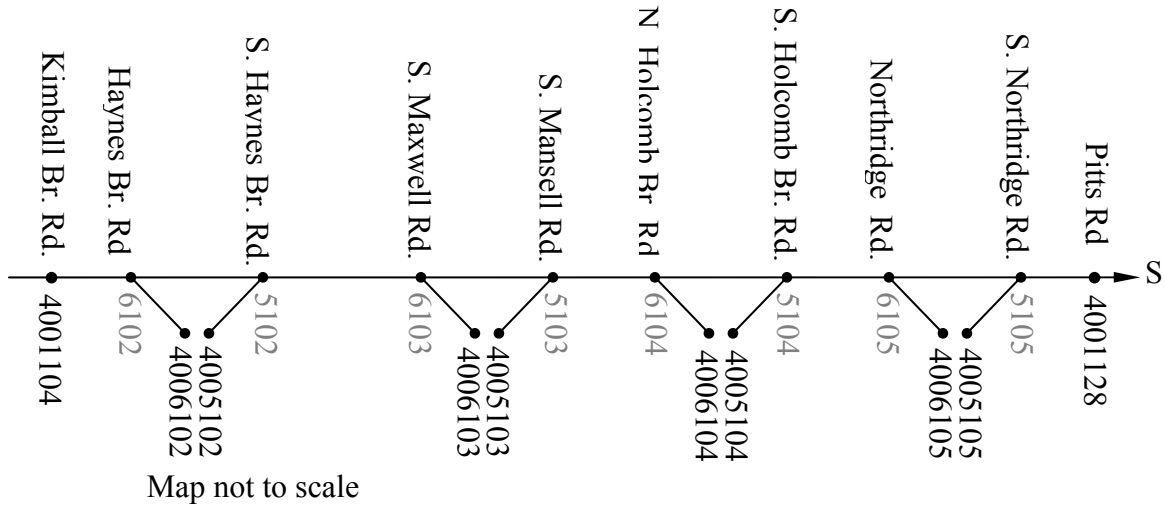 Kimball Br. Rd.
Haynes Br. Rd
S. Haynes Br. Rd.
S. Maxwell Rd.
S. Mansell Rd.
N Holcomb Br Rd
S. Holcomb Br. Rd.
Northridge Rd.
S. Northridge Rd.
Pitts Rd
S
4001104
6102
4006102
4005102
5102
6103
4006103
4005103
5103
6104
4006104
4005104
5104
6105
4006105
4005105
5105
4001128
Map not to scale